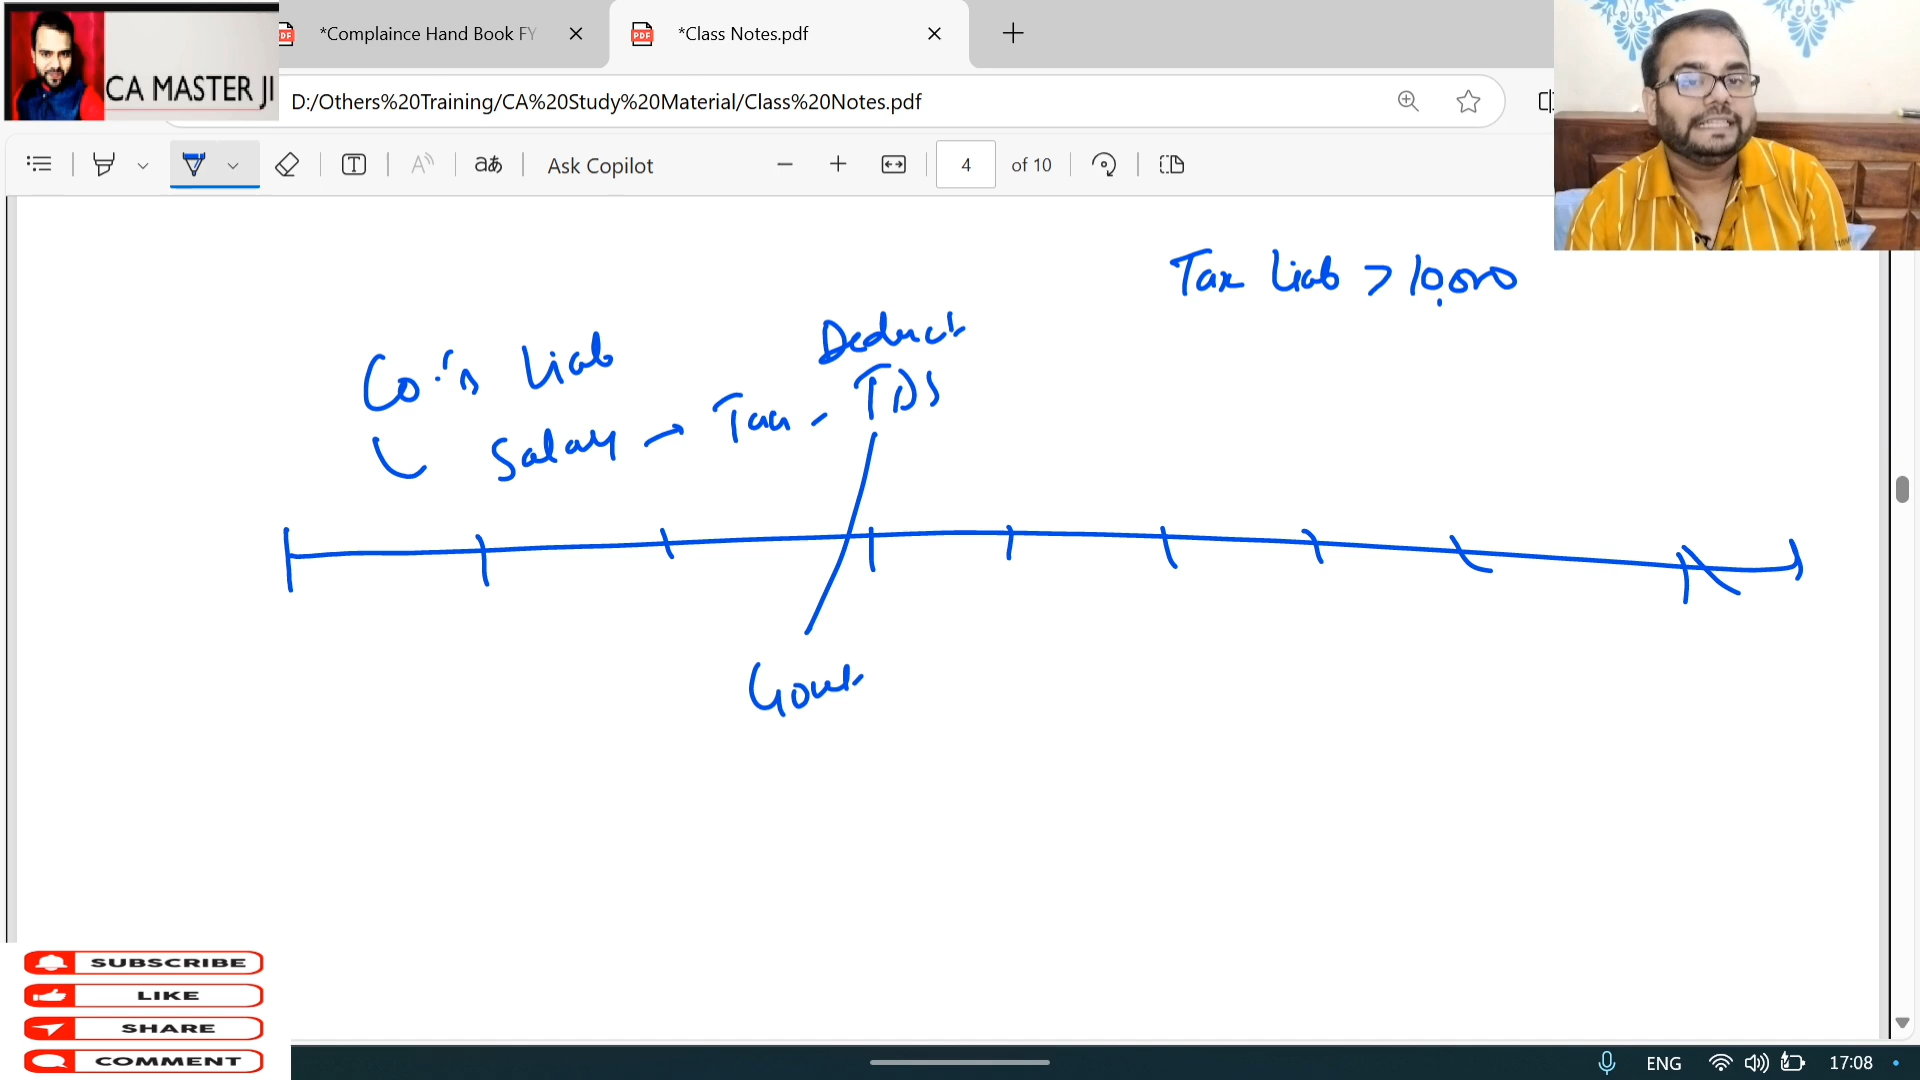 *Complaince Hand Book FY
*Class Notes.pdf
CA MASTER JI
D:/Others%20Training/CA%20Study%20Material/Class%20Notes.pdf
aあ
Ask Copilot
4 of 10
Tax Liab > 10,000
Deduct
Co.'s Liab
Salary → Tax - TDS
Govt.
SUBSCRIBE
LIKE
SHARE
COMMENT
ENG
17:08